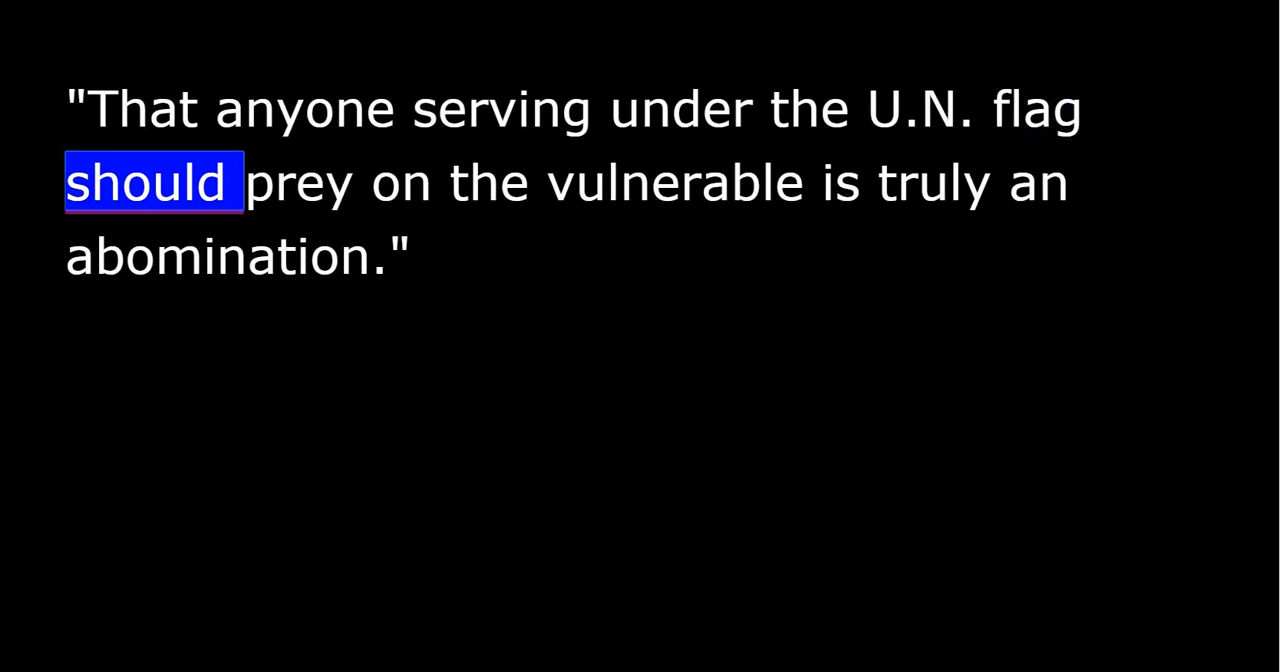 "That anyone serving under the U.N. flag
should prey on the vulnerable is truly an
abomination."